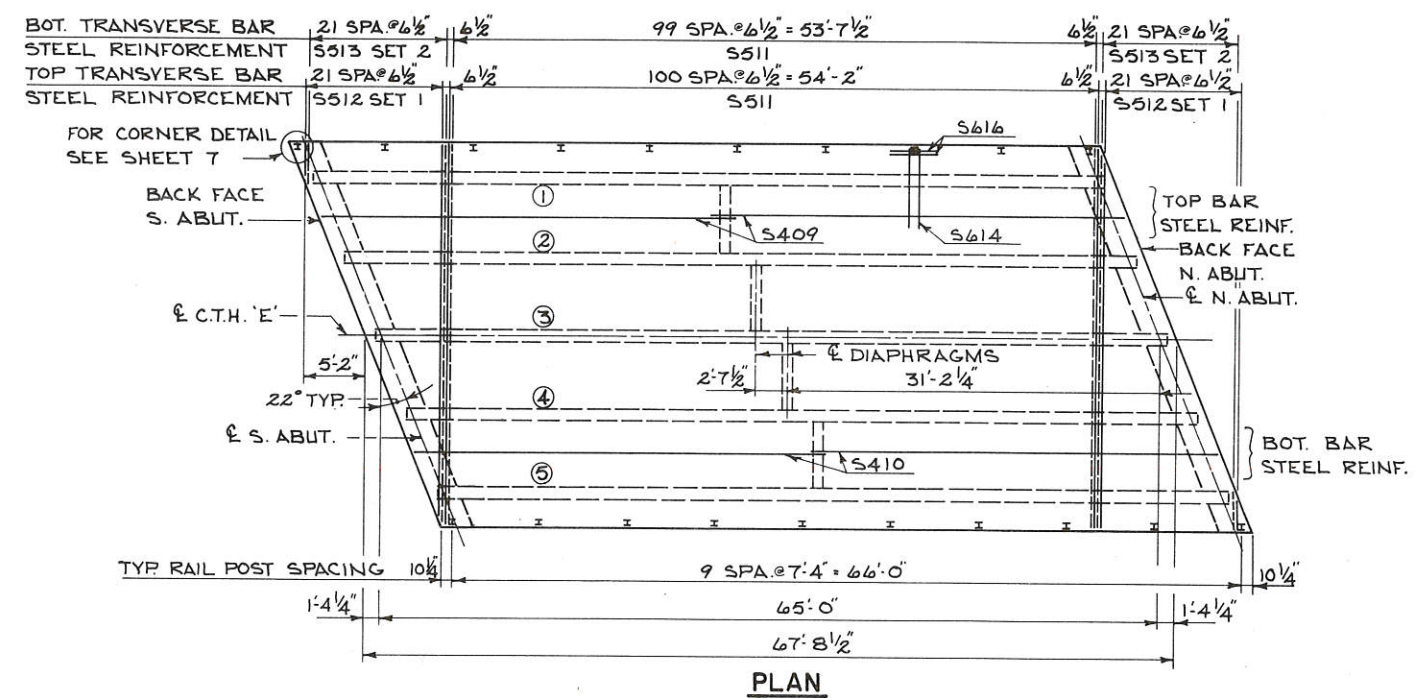 BOT. TRANSVERSE BAR 21 SPA.@6½" 6½" 99 SPA.@6½" = 53'-7½" 6½" 21 SPA.@6½"
STEEL REINFORCEMENT S513 SET 2 S511 S513 SET 2
TOP TRANSVERSE BAR 21 SPA@6½" 6½" 100 SPA.@6½" = 54'-2" 6½" 21 SPA@6½"
STEEL REINFORCEMENT S512 SET 1 S511 S512 SET 1
FOR CORNER DETAIL
SEE SHEET 7
S616
BACK FACE
S. ABUT.
①
TOP BAR
STEEL REINF.
S409
S614
②
BACK FACE
N. ABUT.
℄ N. ABUT.
℄ C.T.H. 'E'
③
℄ DIAPHRAGMS
5'-2"
2'-7½" 31'-2¼"
22° TYP.
④
℄ S. ABUT.
BOT. BAR
STEEL REINF.
S410
⑤
TYP. RAIL POST SPACING 10¼" 9 SPA.@7'-4" = 66'-0" 10¼"
1'-4¼" 65'-0" 1'-4¼"
67'-8½"
PLAN